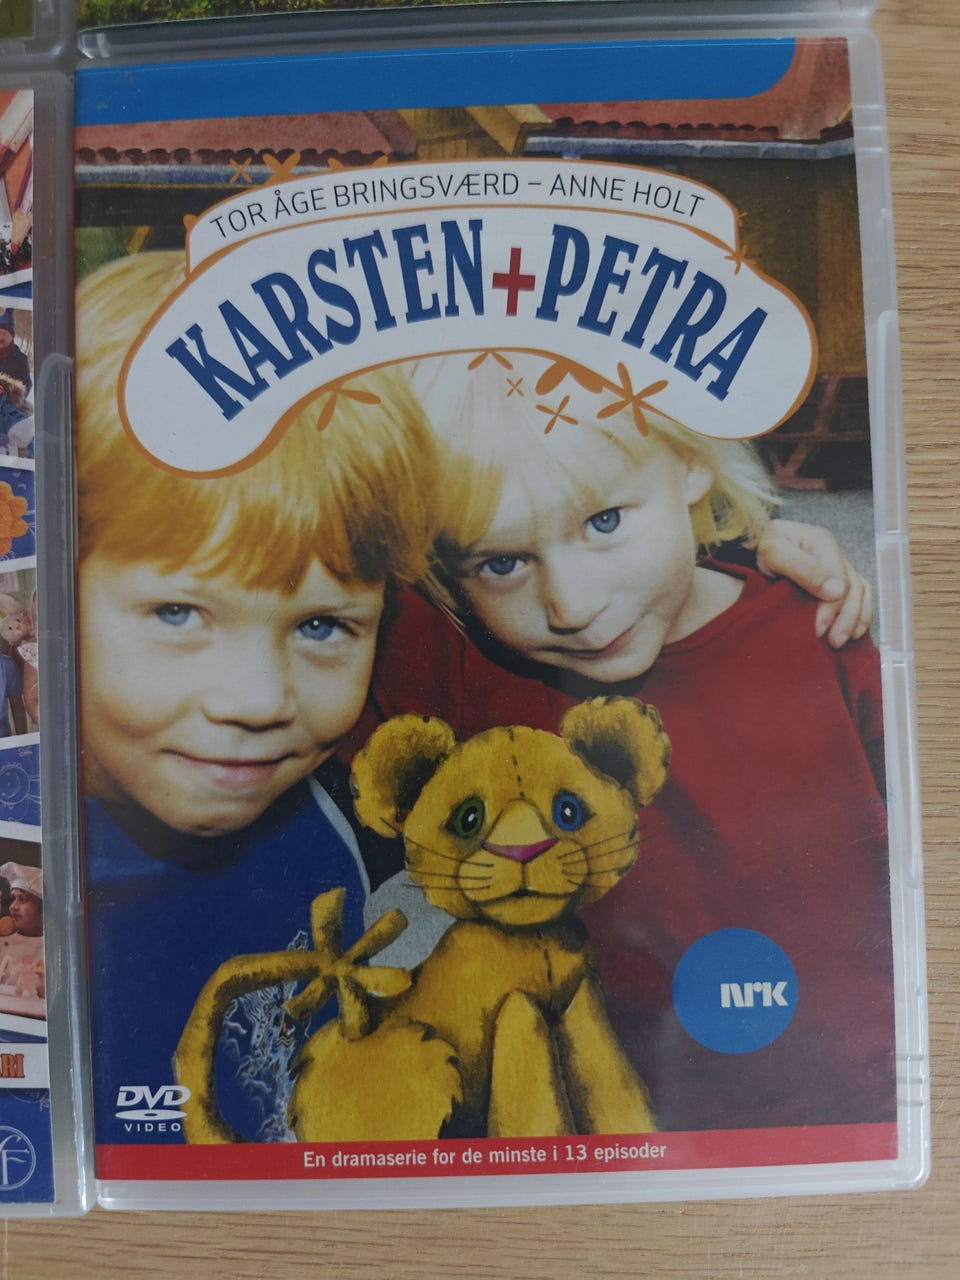 TOR ÅGE BRINGSVÆRD – ANNE HOLT
KARSTEN+PETRA
nrk
DVD
VIDEO
En dramaserie for de minste i 13 episoder